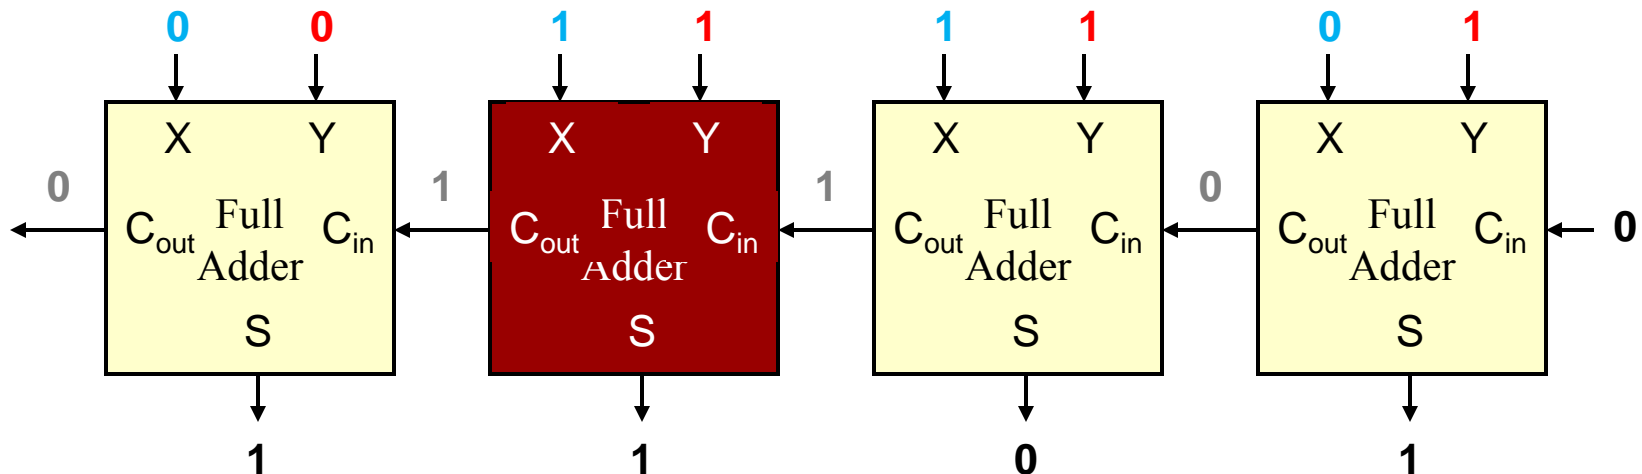 0 0 1 1 1 1 0 1
X Y X Y X Y X Y
0 1 1 0
Cout Full Cin Cout Full Cin Cout Full Cin Cout Full Cin 0
Adder Adder Adder Adder
S S S S
1 1 0 1